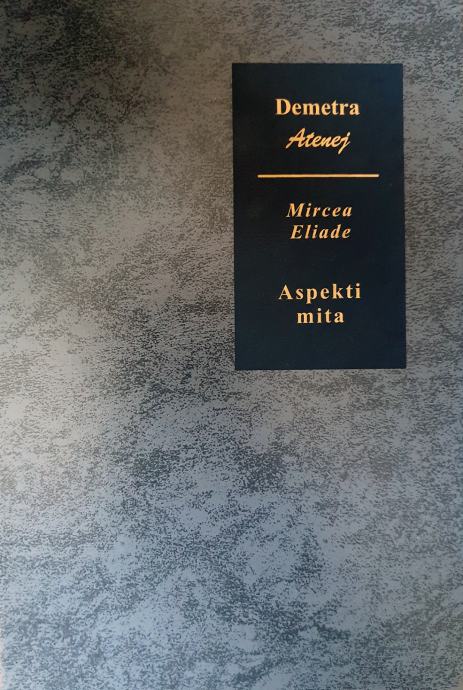 Demetra
Atenej
Mircea
Eliade
Aspekti
mita